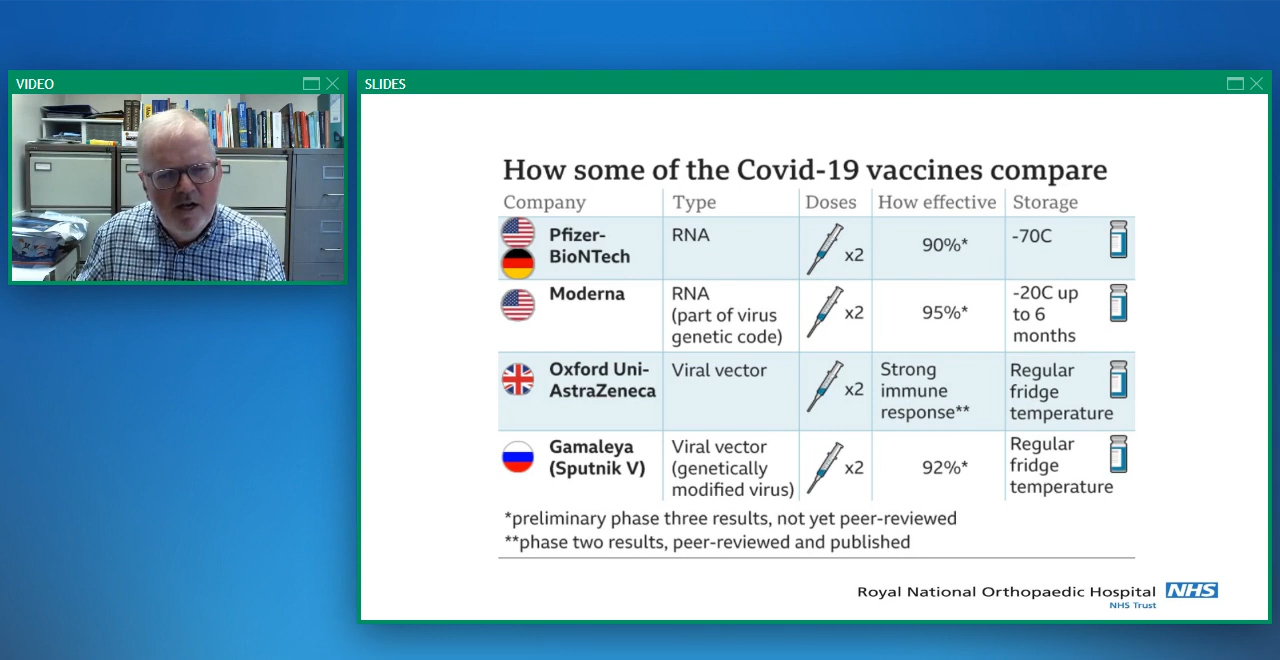 VIDEO
SLIDES
How some of the Covid-19 vaccines compare
Company Type Doses How effective Storage
Pfizer-
BioNTech
RNA
x2
90%*
-70C
Moderna
RNA
(part of virus
genetic code)
x2
95%*
-20C up
to 6
months
Oxford Uni-
AstraZeneca
Viral vector
x2
Strong
immune
response**
Regular
fridge
temperature
Gamaleya
(Sputnik V)
Viral vector
(genetically
modified virus)
x2
92%*
Regular
fridge
temperature
*preliminary phase three results, not yet peer-reviewed
**phase two results, peer-reviewed and published
Royal National Orthopaedic Hospital NHS
NHS Trust